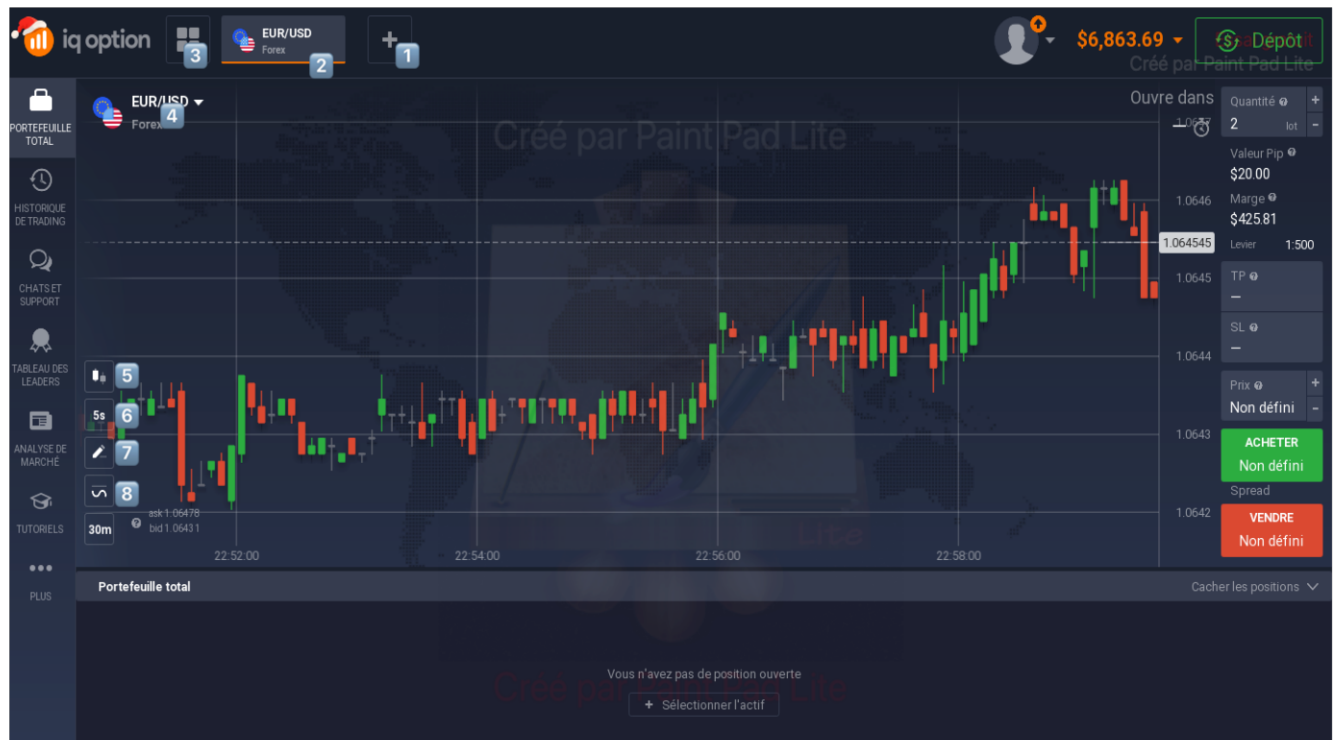 iq option
3
EUR/USD
Forex
2
1
$6,863.69
Dépôt
Créé par Paint Pad Lite
PORTEFEUILLE
TOTAL
HISTORIQUE
DE TRADING
CHATS ET
SUPPORT
TABLEAU DES
LEADERS
ANALYSE DE
MARCHÉ
TUTORIELS
PLUS
EUR/USD
Forex
4
Créé par Paint Pad Lite
Ouvre dans
1.0646
1.064545
1.0645
1.0644
1.0643
1.0642
5
5s 6
7
8
30m
ask 1.06478
bid 1.06431
22:52:00 22:54:00 22:56:00 22:58:00
Quantité
+
2 lot -
Valeur Pip
$20.00
Marge
$425.81
Levier 1:500
TP
–
SL
–
Prix +
Non défini -
ACHETER
Non défini
Spread
VENDRE
Non défini
Lite
Portefeuille total
Cacher les positions
Vous n'avez pas de position ouverte
Créé par Paint Pad Lite
+ Sélectionner l'actif